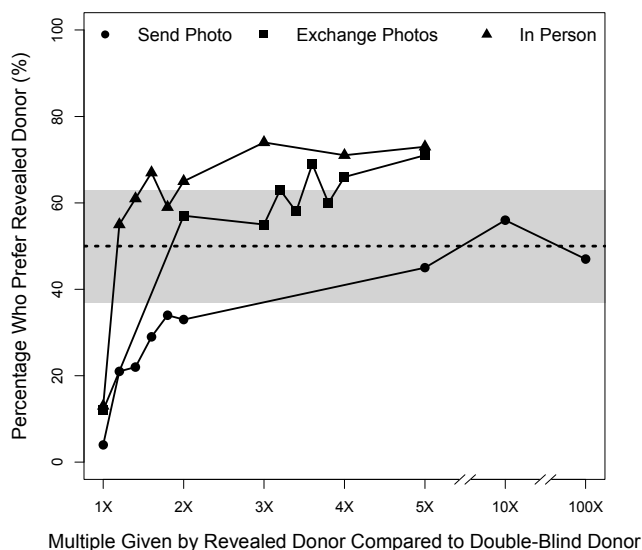 Send Photo Exchange Photos In Person
Percentage Who Prefer Revealed Donor (%)
100
80
60
40
20
0
1X 2X 3X 4X 5X 10X 100X
Multiple Given by Revealed Donor Compared to Double-Blind Donor